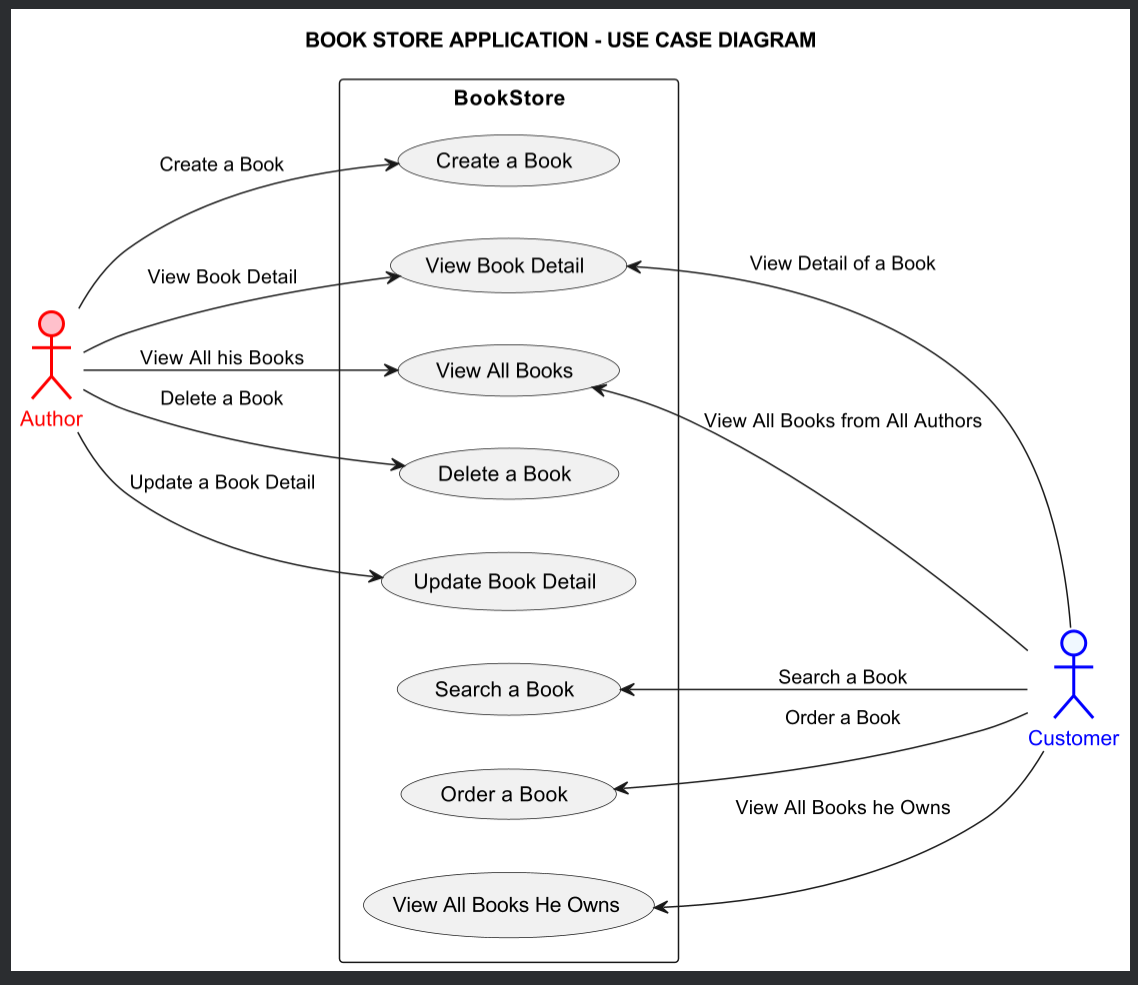 BOOK STORE APPLICATION - USE CASE DIAGRAM
BookStore
Create a Book
Create a Book
View Book Detail
View Detail of a Book
View Book Detail
View All his Books
View All Books
Delete a Book
View All Books from All Authors
Author
Delete a Book
Update a Book Detail
Update Book Detail
Search a Book
Search a Book
Order a Book
Customer
Order a Book
View All Books he Owns
View All Books He Owns